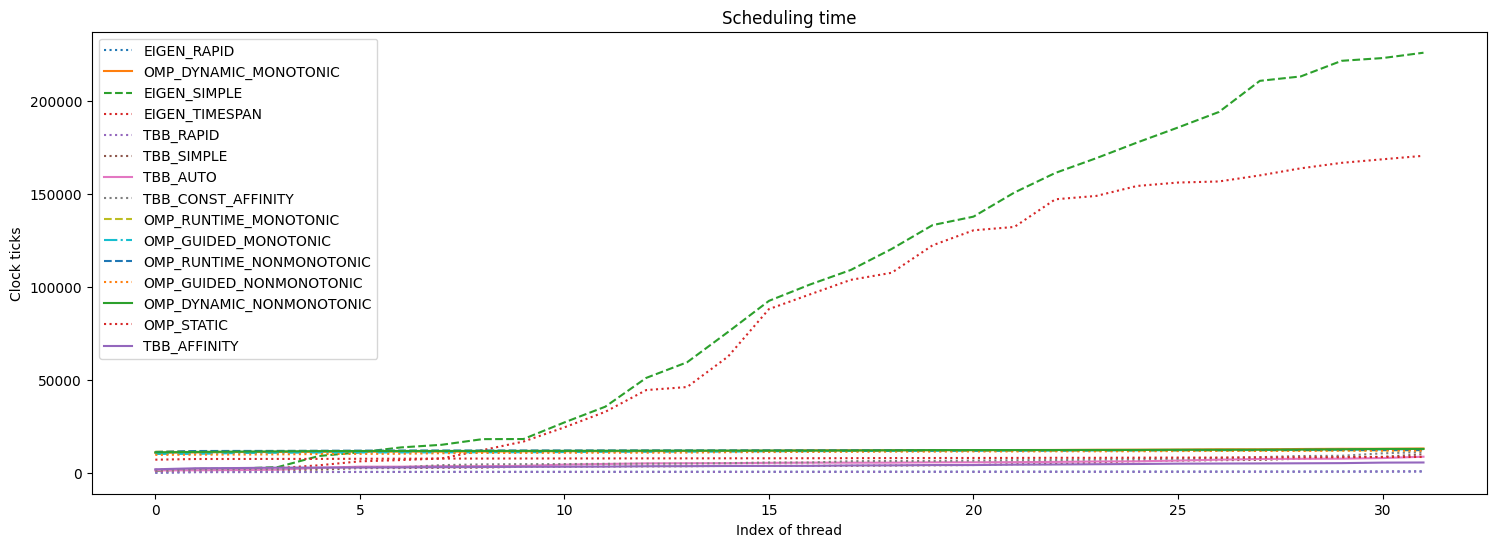 Scheduling time
EIGEN_RAPID
OMP_DYNAMIC_MONOTONIC
EIGEN_SIMPLE
EIGEN_TIMESPAN
TBB_RAPID
TBB_SIMPLE
TBB_AUTO
TBB_CONST_AFFINITY
OMP_RUNTIME_MONOTONIC
OMP_GUIDED_MONOTONIC
OMP_RUNTIME_NONMONOTONIC
OMP_GUIDED_NONMONOTONIC
OMP_DYNAMIC_NONMONOTONIC
OMP_STATIC
TBB_AFFINITY
Clock ticks
200000
150000
100000
50000
0
0 5 10 15 20 25 30
Index of thread